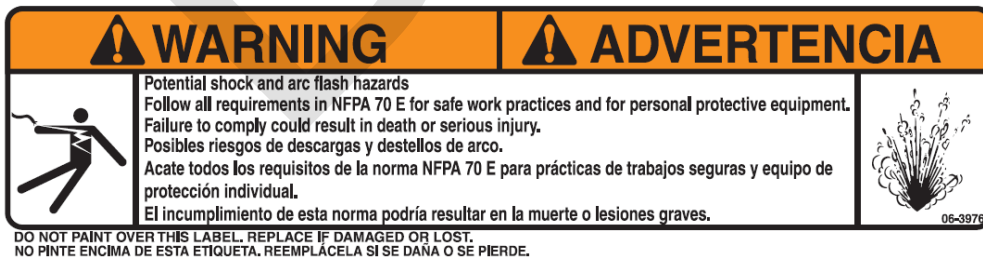 WARNING
ADVERTENCIA
Potential shock and arc flash hazards
Follow all requirements in NFPA 70 E for safe work practices and for personal protective equipment.
Failure to comply could result in death or serious injury.
Posibles riesgos de descargas y destellos de arco.
Acate todos los requisitos de la norma NFPA 70 E para prácticas de trabajos seguras y equipo de
protección individual.
El incumplimiento de esta norma podría resultar en la muerte o lesiones graves.
06-3976
DO NOT PAINT OVER THIS LABEL. REPLACE IF DAMAGED OR LOST.
NO PINTE ENCIMA DE ESTA ETIQUETA. REEMPLÁCELA SI SE DAÑA O SE PIERDE.